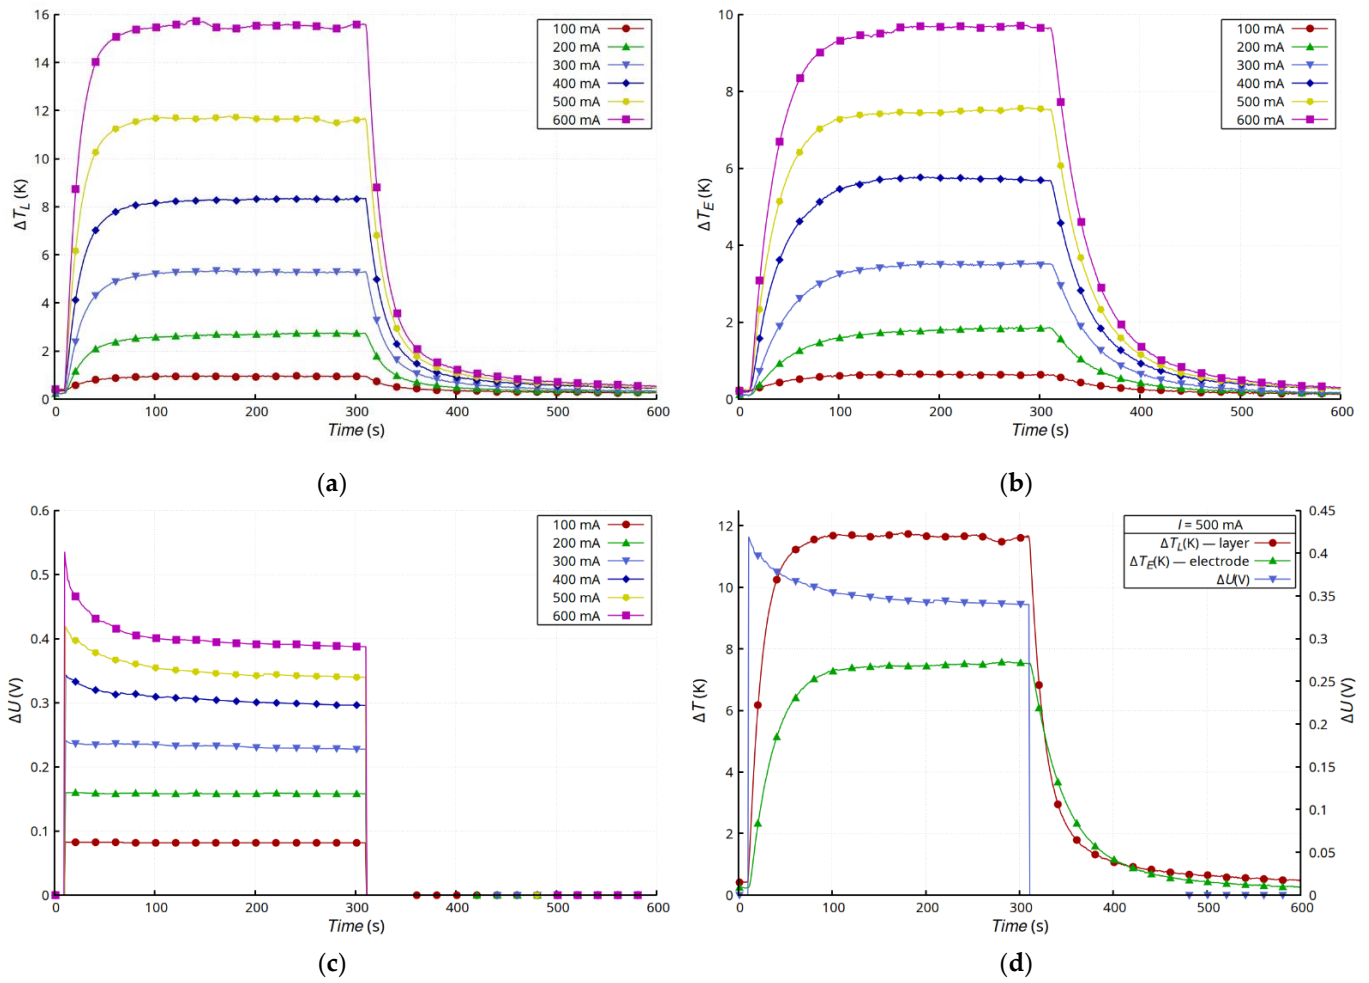 16
14
12
10
8
6
4
2
0
ΔT_L (K)
0 100 200 300 400 500 600
Time (s)
100 mA
200 mA
300 mA
400 mA
500 mA
600 mA
(a)
10
8
6
4
2
0
ΔT_E (K)
0 100 200 300 400 500 600
Time (s)
100 mA
200 mA
300 mA
400 mA
500 mA
600 mA
(b)
0.6
0.5
0.4
0.3
0.2
0.1
0
ΔU (V)
0 100 200 300 400 500 600
Time (s)
100 mA
200 mA
300 mA
400 mA
500 mA
600 mA
(c)
12
10
8
6
4
2
0
ΔT (K)
0 100 200 300 400 500 600
Time (s)
I = 500 mA
ΔT_L(K) — layer
ΔT_E(K) — electrode
ΔU(V)
0.45
0.4
0.35
0.3
0.25
0.2
0.15
0.1
0.05
0
ΔU (V)
(d)